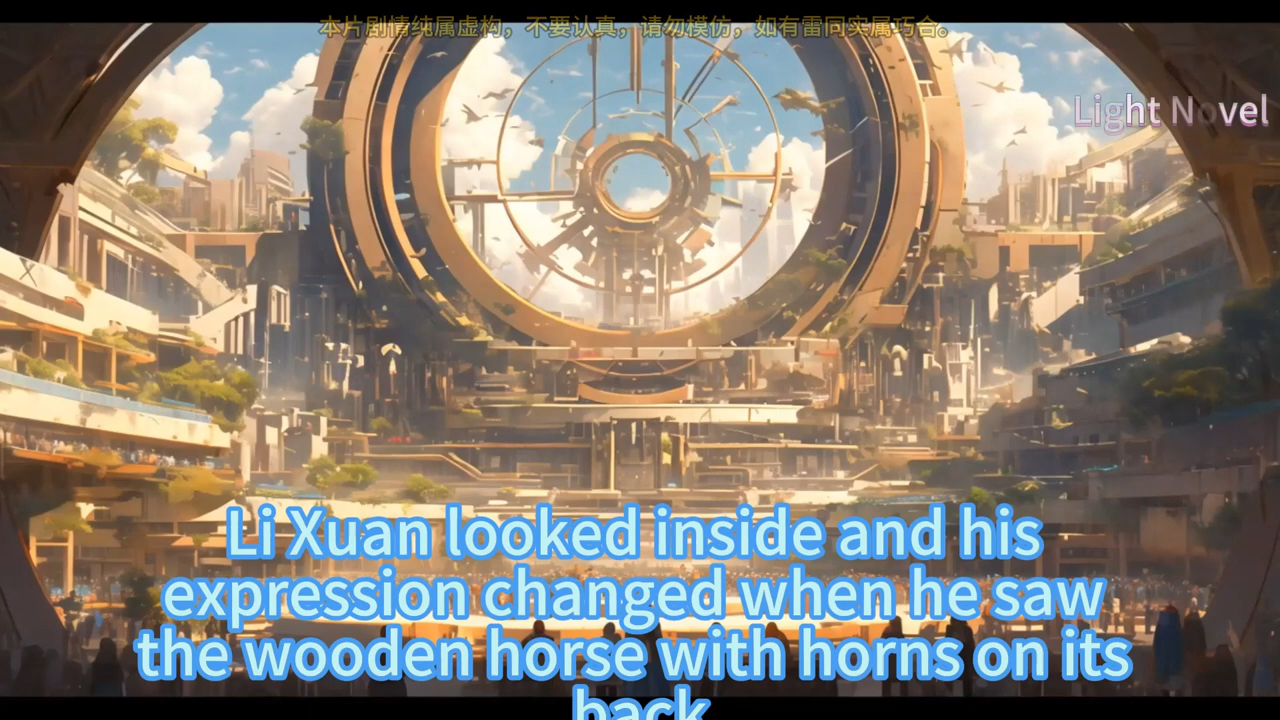 本片剧情纯属虚构，不要认真，请勿模仿，如有雷同实属巧合。
Light Novel
Li Xuan looked inside and his
expression changed when he saw
the wooden horse with horns on its
back